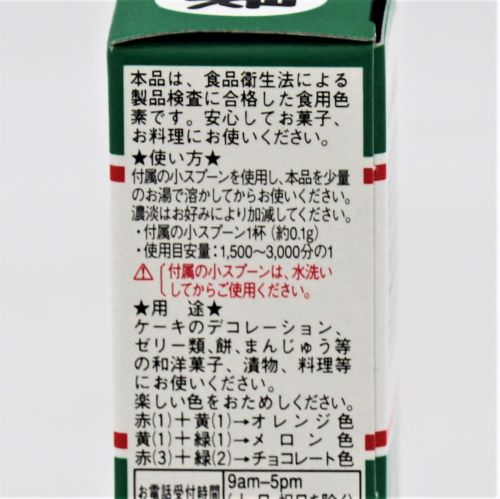 本品は、食品衛生法による
製品検査に合格した食用色
素です。安心してお菓子、
お料理にお使いください。
★使い方★
付属の小スプーンを使用し、本品を少量
のお湯で溶かしてからお使いください。
濃淡はお好みにより加減してください。
・付属の小スプーン1杯(約0.1g)
・使用目安量:1,500～3,000分の1
⚠(付属の小スプーンは、水洗い
してからご使用ください。)
★用 途★
ケーキのデコレーション、
ゼリー類、餅、まんじゅう等
の和洋菓子、漬物、料理等
にお使いください。
楽しい色をおためしください。
赤(1)+黄(1)→オレンジ色
黄(1)+緑(1)→メロン色
赤(3)+緑(2)→チョコレート色
お電話受付時間 9am–5pm